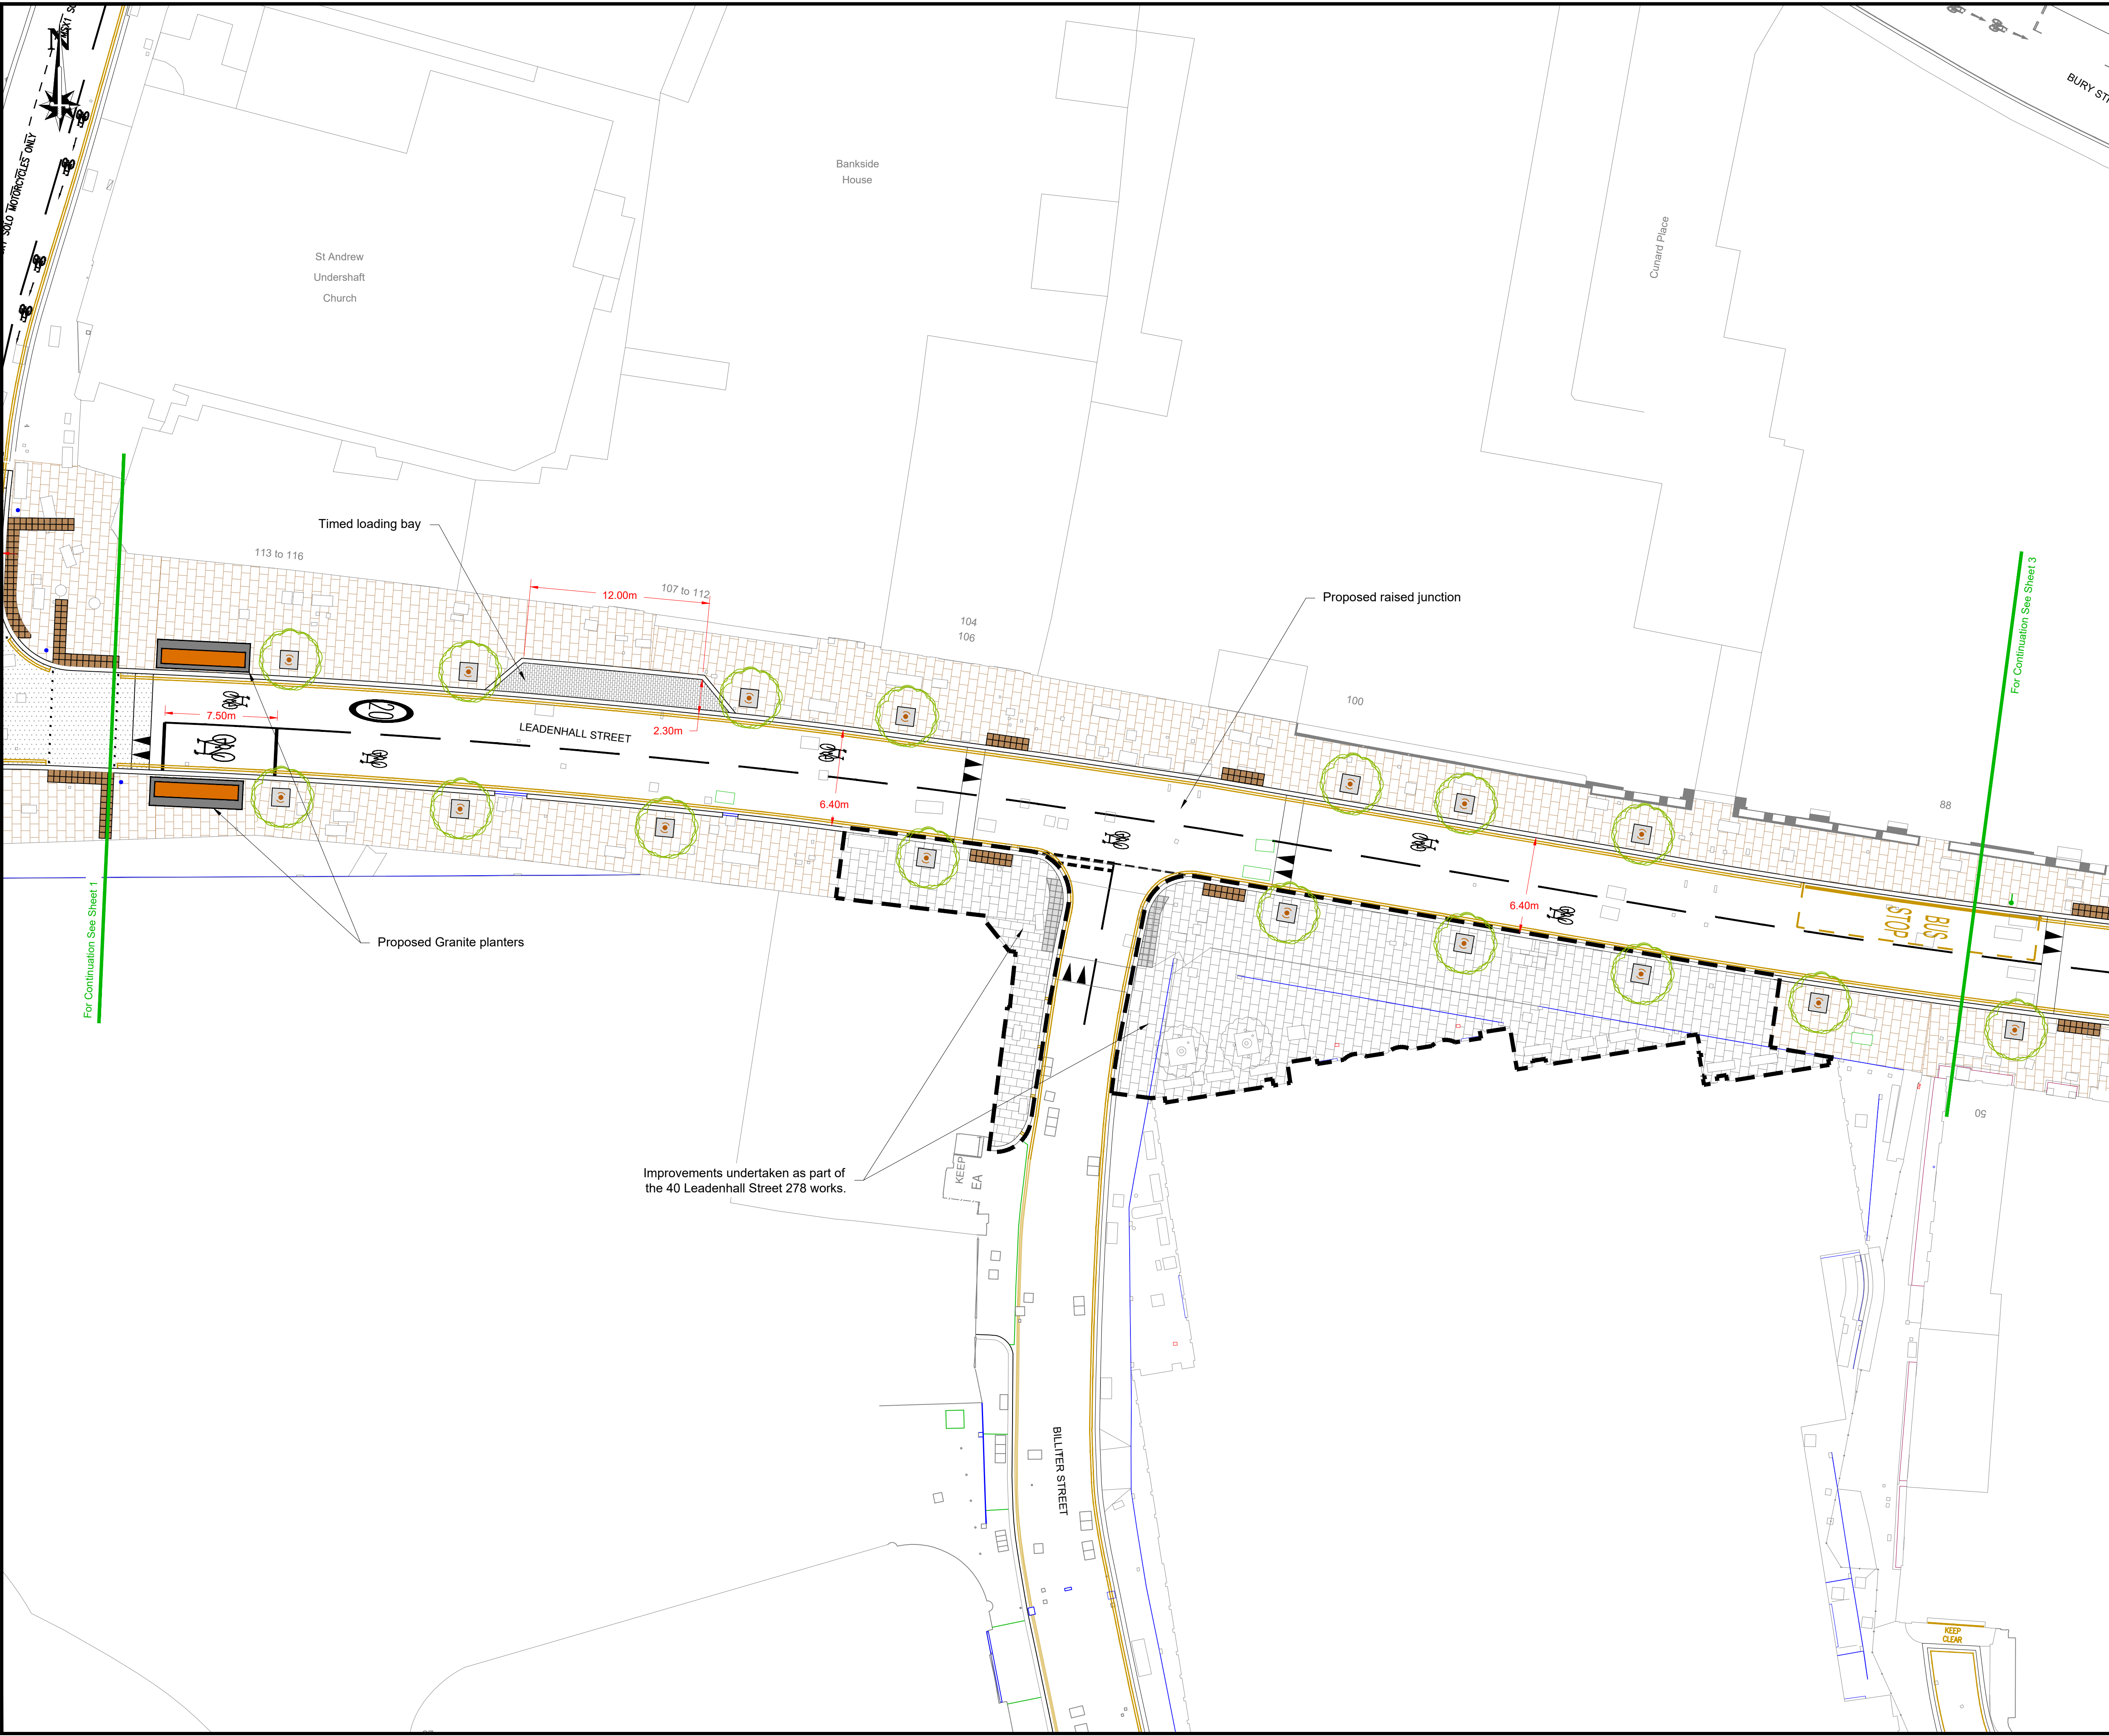 N
SOLO MOTORCYCLES ONLY
BURY ST
Bankside
House
St Andrew
Undershaft
Church
Cunard Place
Timed loading bay
113 to 116
12.00m
107 to 112
104
106
Proposed raised junction
100
For Continuation See Sheet 3
7.50m
20
LEADENHALL STREET
2.30m
6.40m
88
6.40m
BUS
STOP
For Continuation See Sheet 1
Proposed Granite planters
50
Improvements undertaken as part of
the 40 Leadenhall Street 278 works.
KEEP
EA
BILLITER STREET
KEEP
CLEAR